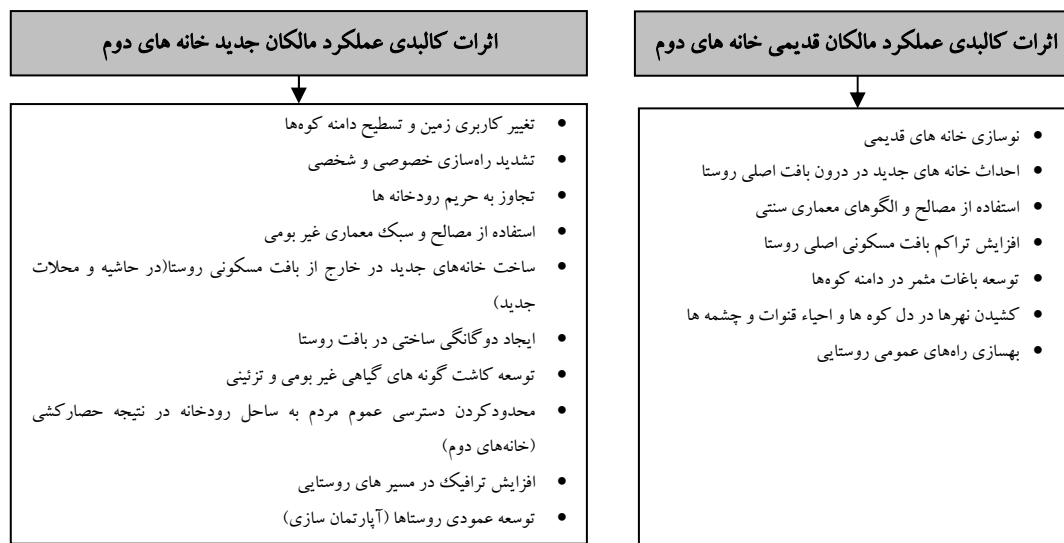 اثرات کالبدی عملکرد مالکان قدیمی خانه های دوم
• نوسازی خانه های قدیمی
• احداث خانه های جدید در درون بافت اصلی روستا
• استفاده از مصالح و الگوهای معماری سنتی
• افزایش تراکم بافت مسکونی اصلی روستا
• توسعه باغات مثمر در دامنه کوه‌ها
• کشیدن نهرها در دل کوه ها و احیاء قنوات و چشمه ها
• بهسازی راه‌های عمومی روستایی
اثرات کالبدی عملکرد مالکان جدید خانه های دوم
• تغییر کاربری زمین و تسطیح دامنه کوه‌ها
• تشدید راه‌سازی خصوصی و شخصی
• تجاوز به حریم رودخانه ها
• استفاده از مصالح و سبک معماری غیر بومی
• ساخت خانه‌های جدید در خارج از بافت مسکونی روستا(در حاشیه و محلات
جدید)
• ایجاد دوگانگی ساختی در بافت روستا
• توسعه کاشت گونه های گیاهی غیر بومی و تزئینی
• محدودکردن دسترسی عموم مردم به ساحل رودخانه در نتیجه حصارکشی
(خانه‌های دوم)
• افزایش ترافیک در مسیر های روستایی
• توسعه عمودی روستاها (آپارتمان سازی)